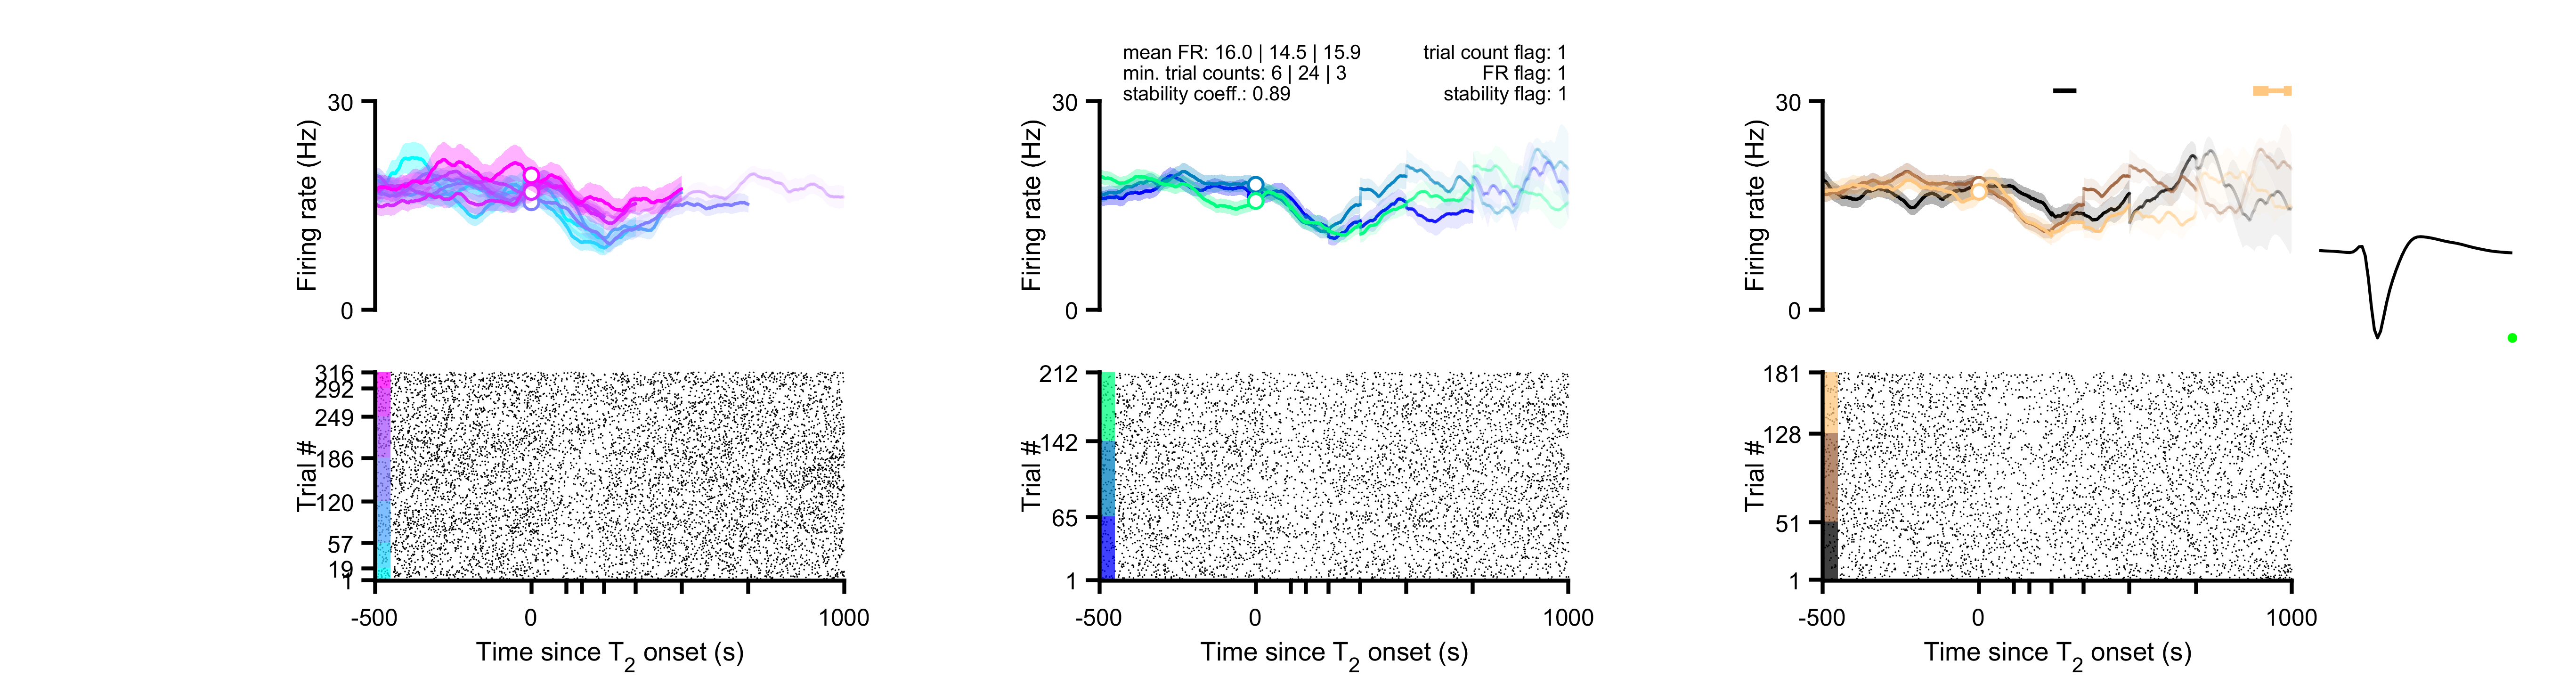 mean FR: 16.0 | 14.5 | 15.9
min. trial counts: 6 | 24 | 3
stability coeff.: 0.89
trial count flag: 1
FR flag: 1
stability flag: 1
30
Firing rate (Hz)
0
30
Firing rate (Hz)
0
30
Firing rate (Hz)
0
316
292
249
186
120
57
19
1
Trial #
-500
0
1000
Time since T2 onset (s)
212
142
65
1
Trial #
-500
0
1000
Time since T2 onset (s)
181
128
51
1
Trial #
-500
0
1000
Time since T2 onset (s)